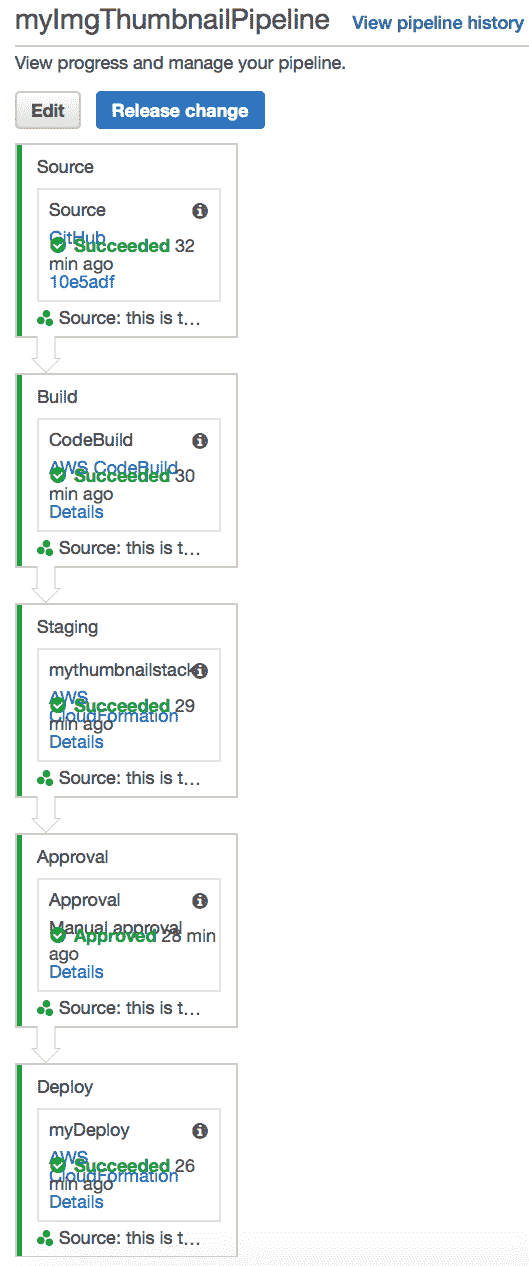 myImgThumbnailPipeline View pipeline history
View progress and manage your pipeline.
Edit Release change
Source
Source
GitHub
Succeeded 32
min ago
10e5adf
Source: this is t...
Build
CodeBuild
AWS CodeBuild
Succeeded 30
min ago
Details
Source: this is t...
Staging
mythumbnailstack
AWS
Succeeded 29
CloudFormation
min ago
Details
Source: this is t...
Approval
Approval
Manual approval
Approved 28 min
ago
Details
Source: this is t...
Deploy
myDeploy
AWS
Succeeded 26
CloudFormation
min ago
Details
Source: this is t...